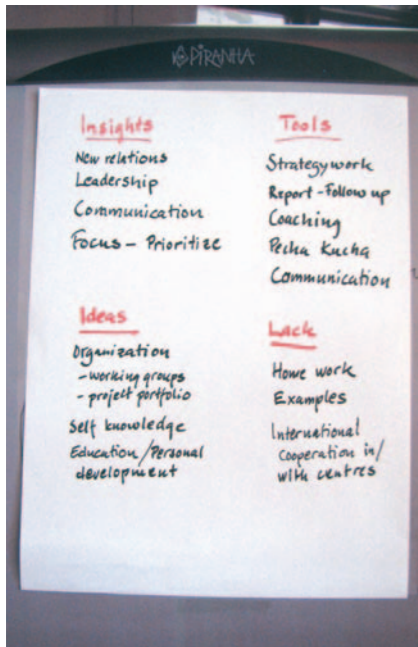 PIRANHA
Insights
New relations
Leadership
Communication
Focus – Prioritize
Tools
Strategywork
Report - Follow up
Coaching
Pecha Kucha
Communication
Ideas
Organization
- working groups
- project portfolio
Self knowledge
Education/Personal
development
Lack
Home work
Examples
International
cooperation in/
with centres